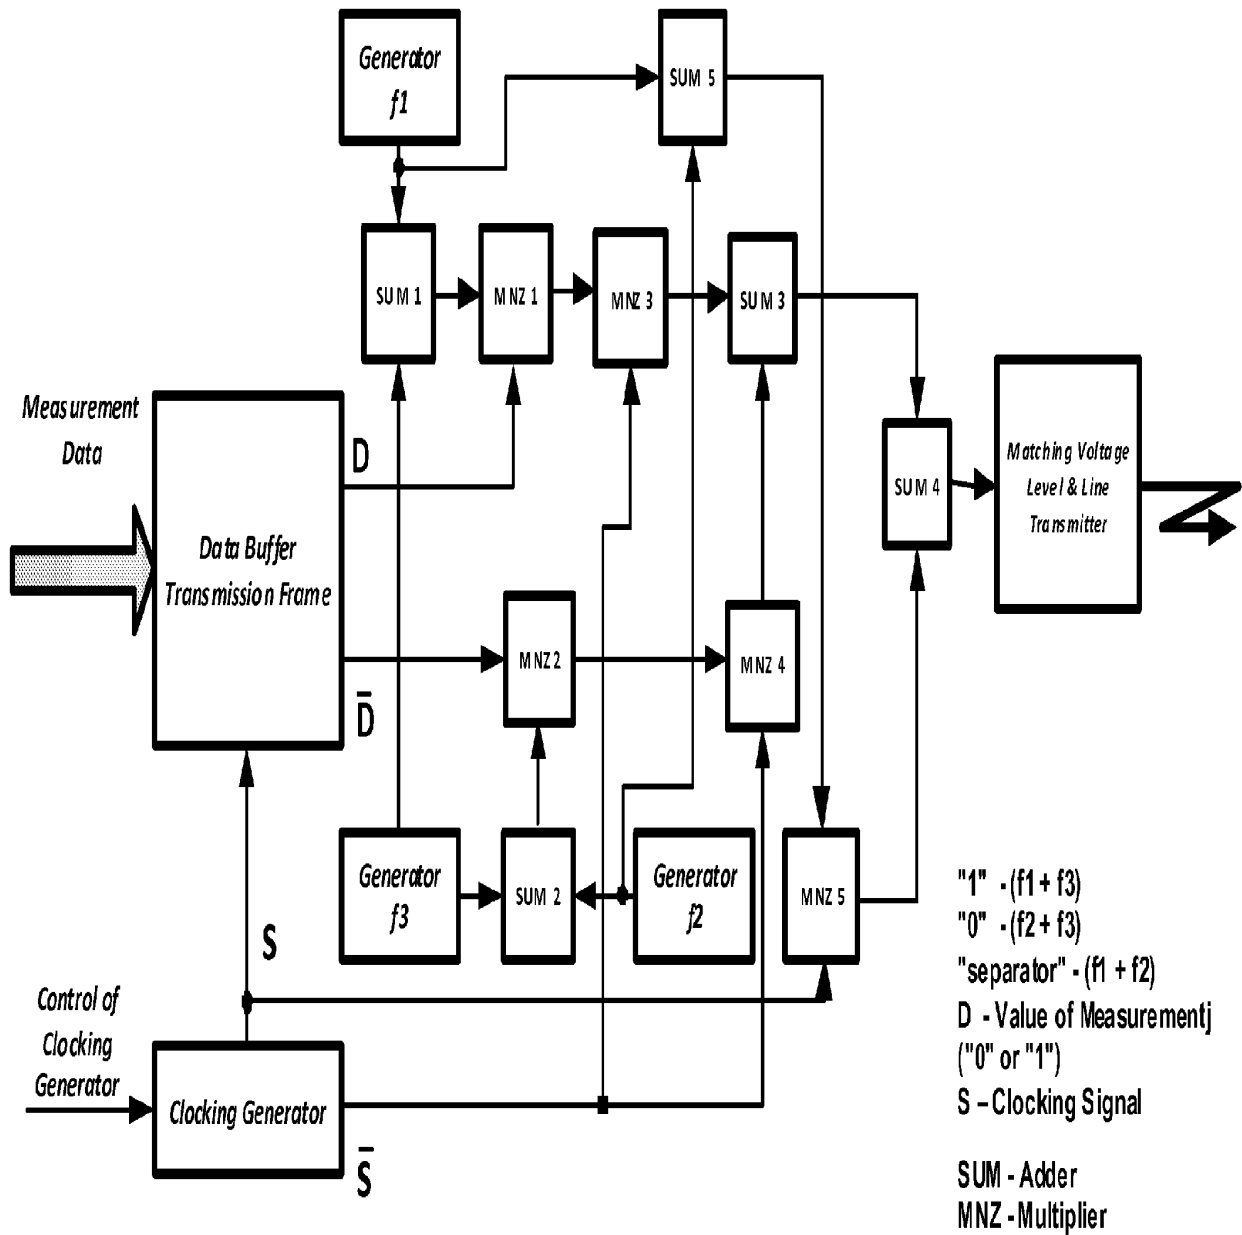 Generator
f1
SUM 5
SUM 1
MNZ 1
MNZ 3
SUM 3
Measurement
Data
D
Data Buffer
Transmission Frame
D̅
MNZ 2
MNZ 4
SUM 4
Matching Voltage
Level & Line
Transmitter
Generator
f3
SUM 2
Generator
f2
MNZ 5
S
Control of
Clocking
Generator
Clocking Generator
S̅
"1" - (f1 + f3)
"0" - (f2 + f3)
"separator" - (f1 + f2)
D - Value of Measurementj
("0" or "1")
S – Clocking Signal
SUM - Adder
MNZ - Multiplier